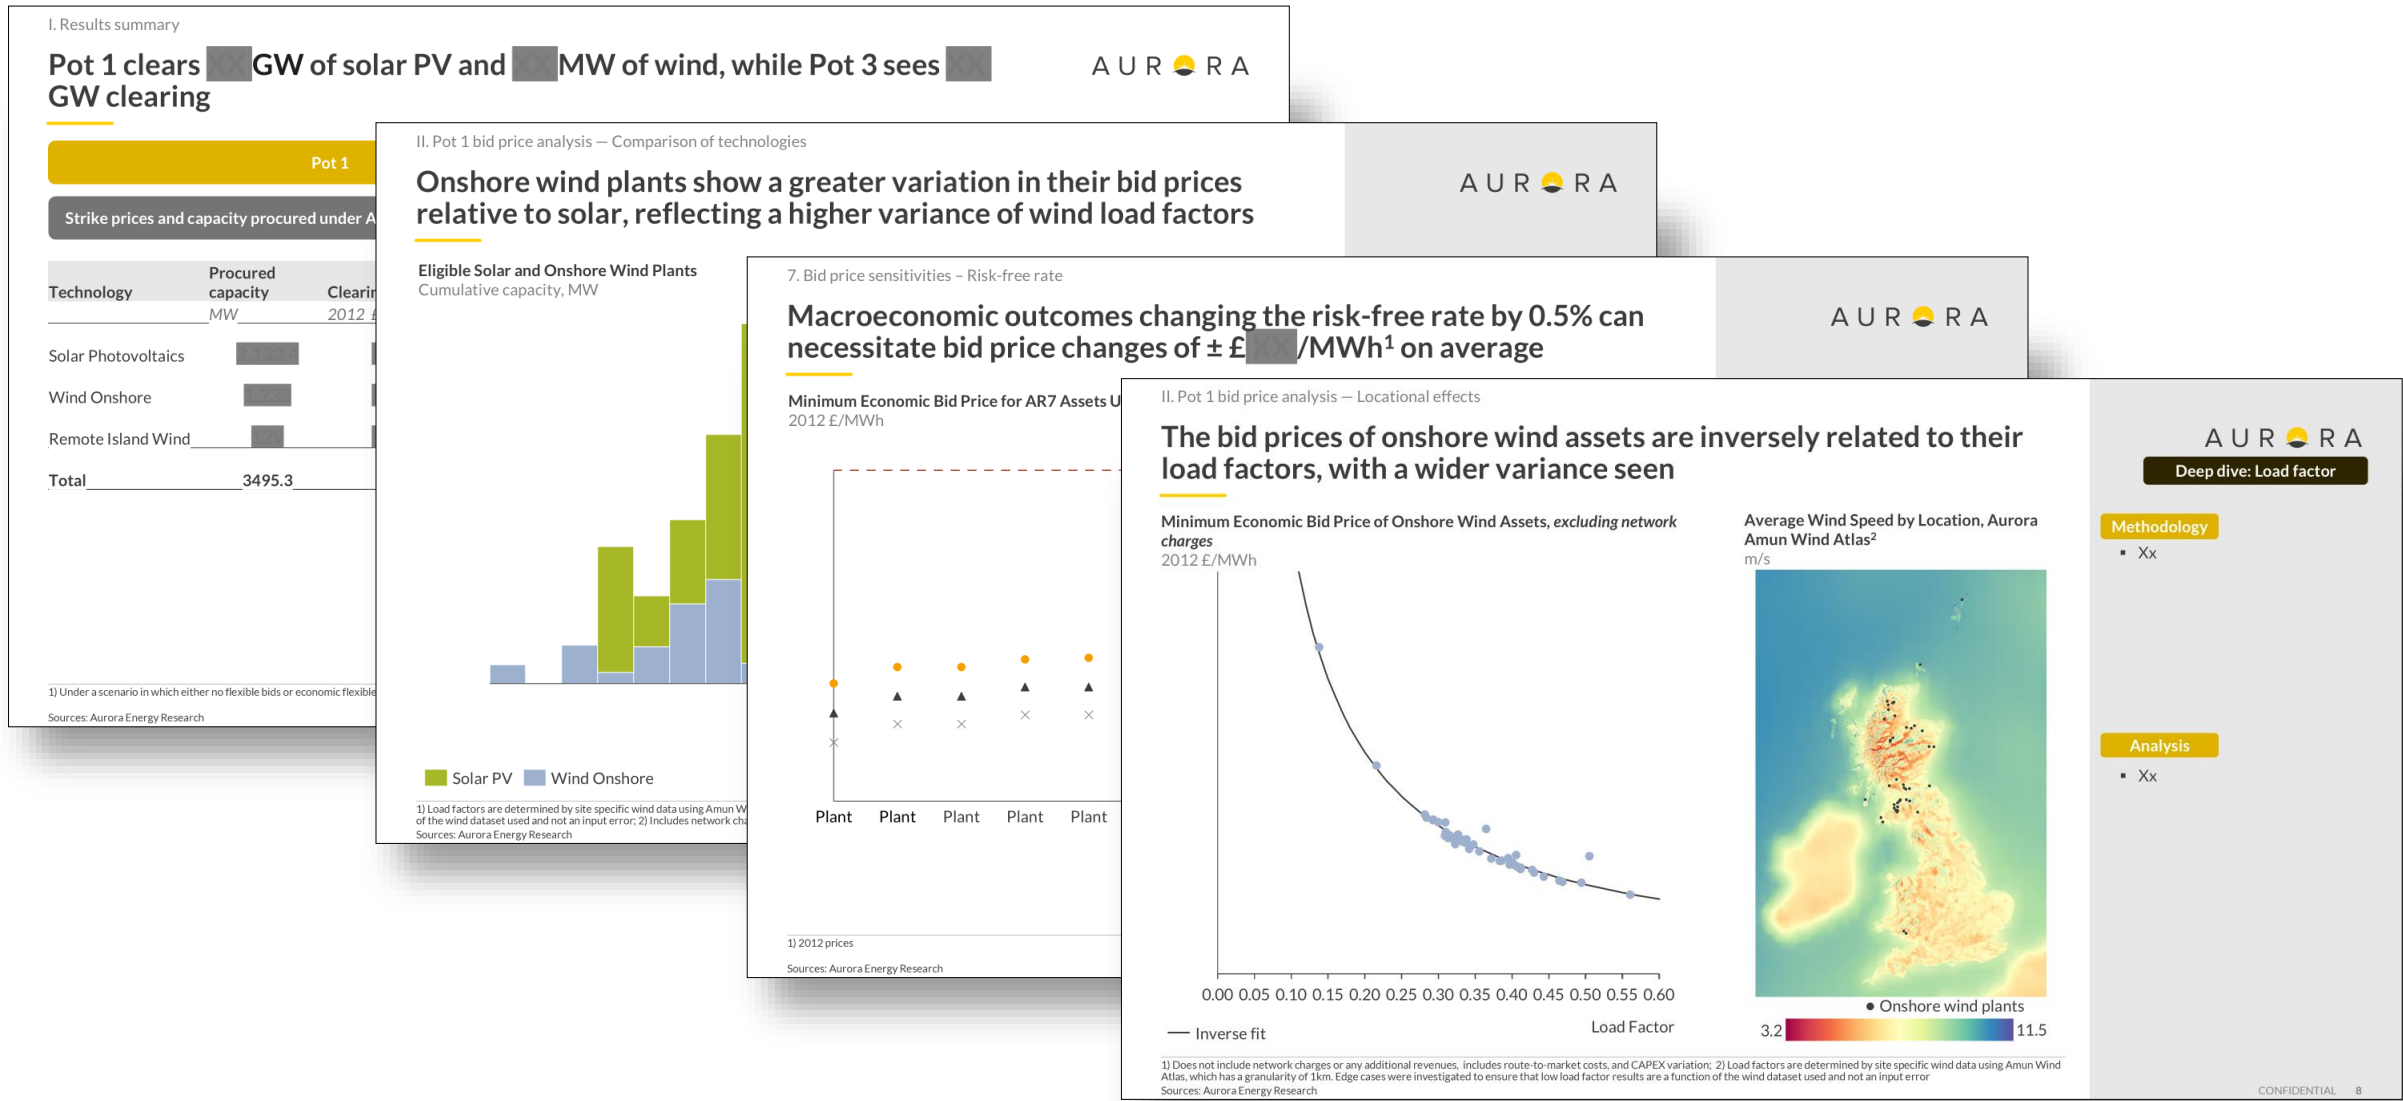 I. Results summary
Pot 1 clears GW of solar PV and MW of wind, while Pot 3 sees
GW clearing
AURORA
Pot 1
Strike prices and capacity procured under A
Technology Procured capacity
MW 2012 £
Solar Photovoltaics
Wind Onshore
Remote Island Wind
Total 3495.3
1) Under a scenario in which either no flexible bids or economic flexible
Sources: Aurora Energy Research
II. Pot 1 bid price analysis — Comparison of technologies
Onshore wind plants show a greater variation in their bid prices
relative to solar, reflecting a higher variance of wind load factors
AURORA
Eligible Solar and Onshore Wind Plants
Cumulative capacity, MW
Solar PV Wind Onshore
1) Load factors are determined by site specific wind data using Amun W
of the wind dataset used and not an input error; 2) Includes network cha
Sources: Aurora Energy Research
7. Bid price sensitivities – Risk-free rate
Macroeconomic outcomes changing the risk-free rate by 0.5% can
necessitate bid price changes of ± £ /MWh¹ on average
AURORA
Minimum Economic Bid Price for AR7 Assets U
2012 £/MWh
Plant Plant Plant Plant Plant
1) 2012 prices
Sources: Aurora Energy Research
II. Pot 1 bid price analysis — Locational effects
The bid prices of onshore wind assets are inversely related to their
load factors, with a wider variance seen
AURORA
Deep dive: Load factor
Minimum Economic Bid Price of Onshore Wind Assets, excluding network
charges
2012 £/MWh
0.00 0.05 0.10 0.15 0.20 0.25 0.30 0.35 0.40 0.45 0.50 0.55 0.60
Inverse fit
Load Factor
Average Wind Speed by Location, Aurora
Amun Wind Atlas²
m/s
• Onshore wind plants
3.2 11.5
Methodology
▪ Xx
Analysis
▪ Xx
1) Does not include network charges or any additional revenues, includes route-to-market costs, and CAPEX variation; 2) Load factors are determined by site specific wind data using Amun Wind
Atlas, which has a granularity of 1km. Edge cases were investigated to ensure that low load factor results are a function of the wind dataset used and not an input error
Sources: Aurora Energy Research
CONFIDENTIAL 8